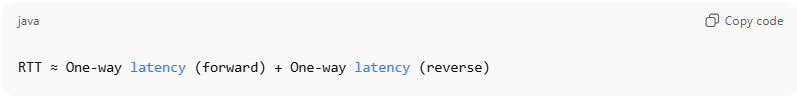 java
Copy code
RTT ≈ One-way latency (forward) + One-way latency (reverse)